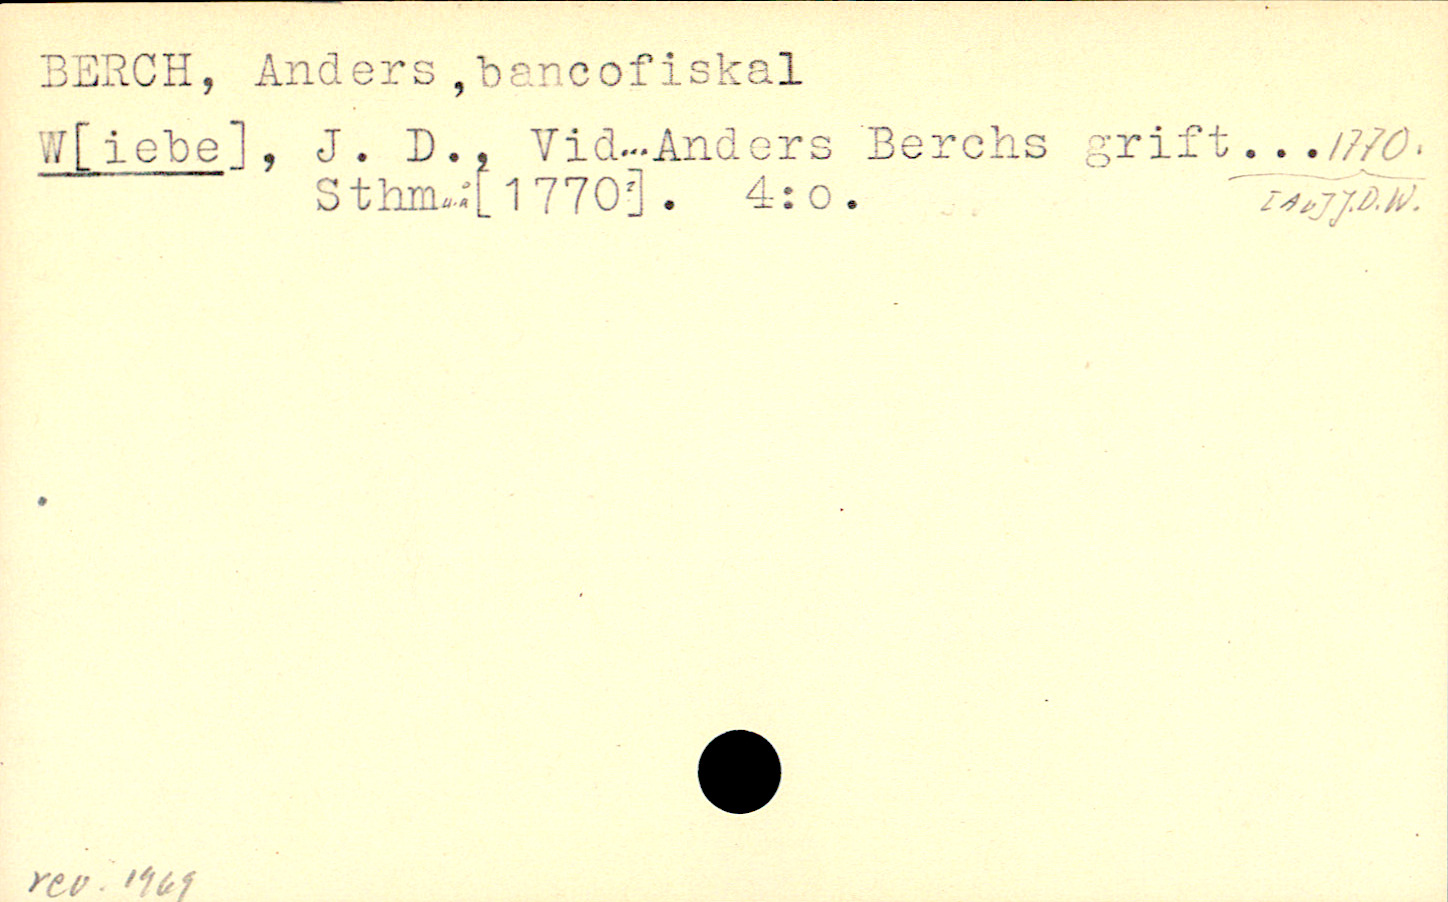 BERCH, Anders, bancofiskal
W[iebe], J. D., Vid...Anders Berchs grift...1770.
Sthm u.å [1770?]. 4:o.
[Av] J.D.W.
rev. 1969